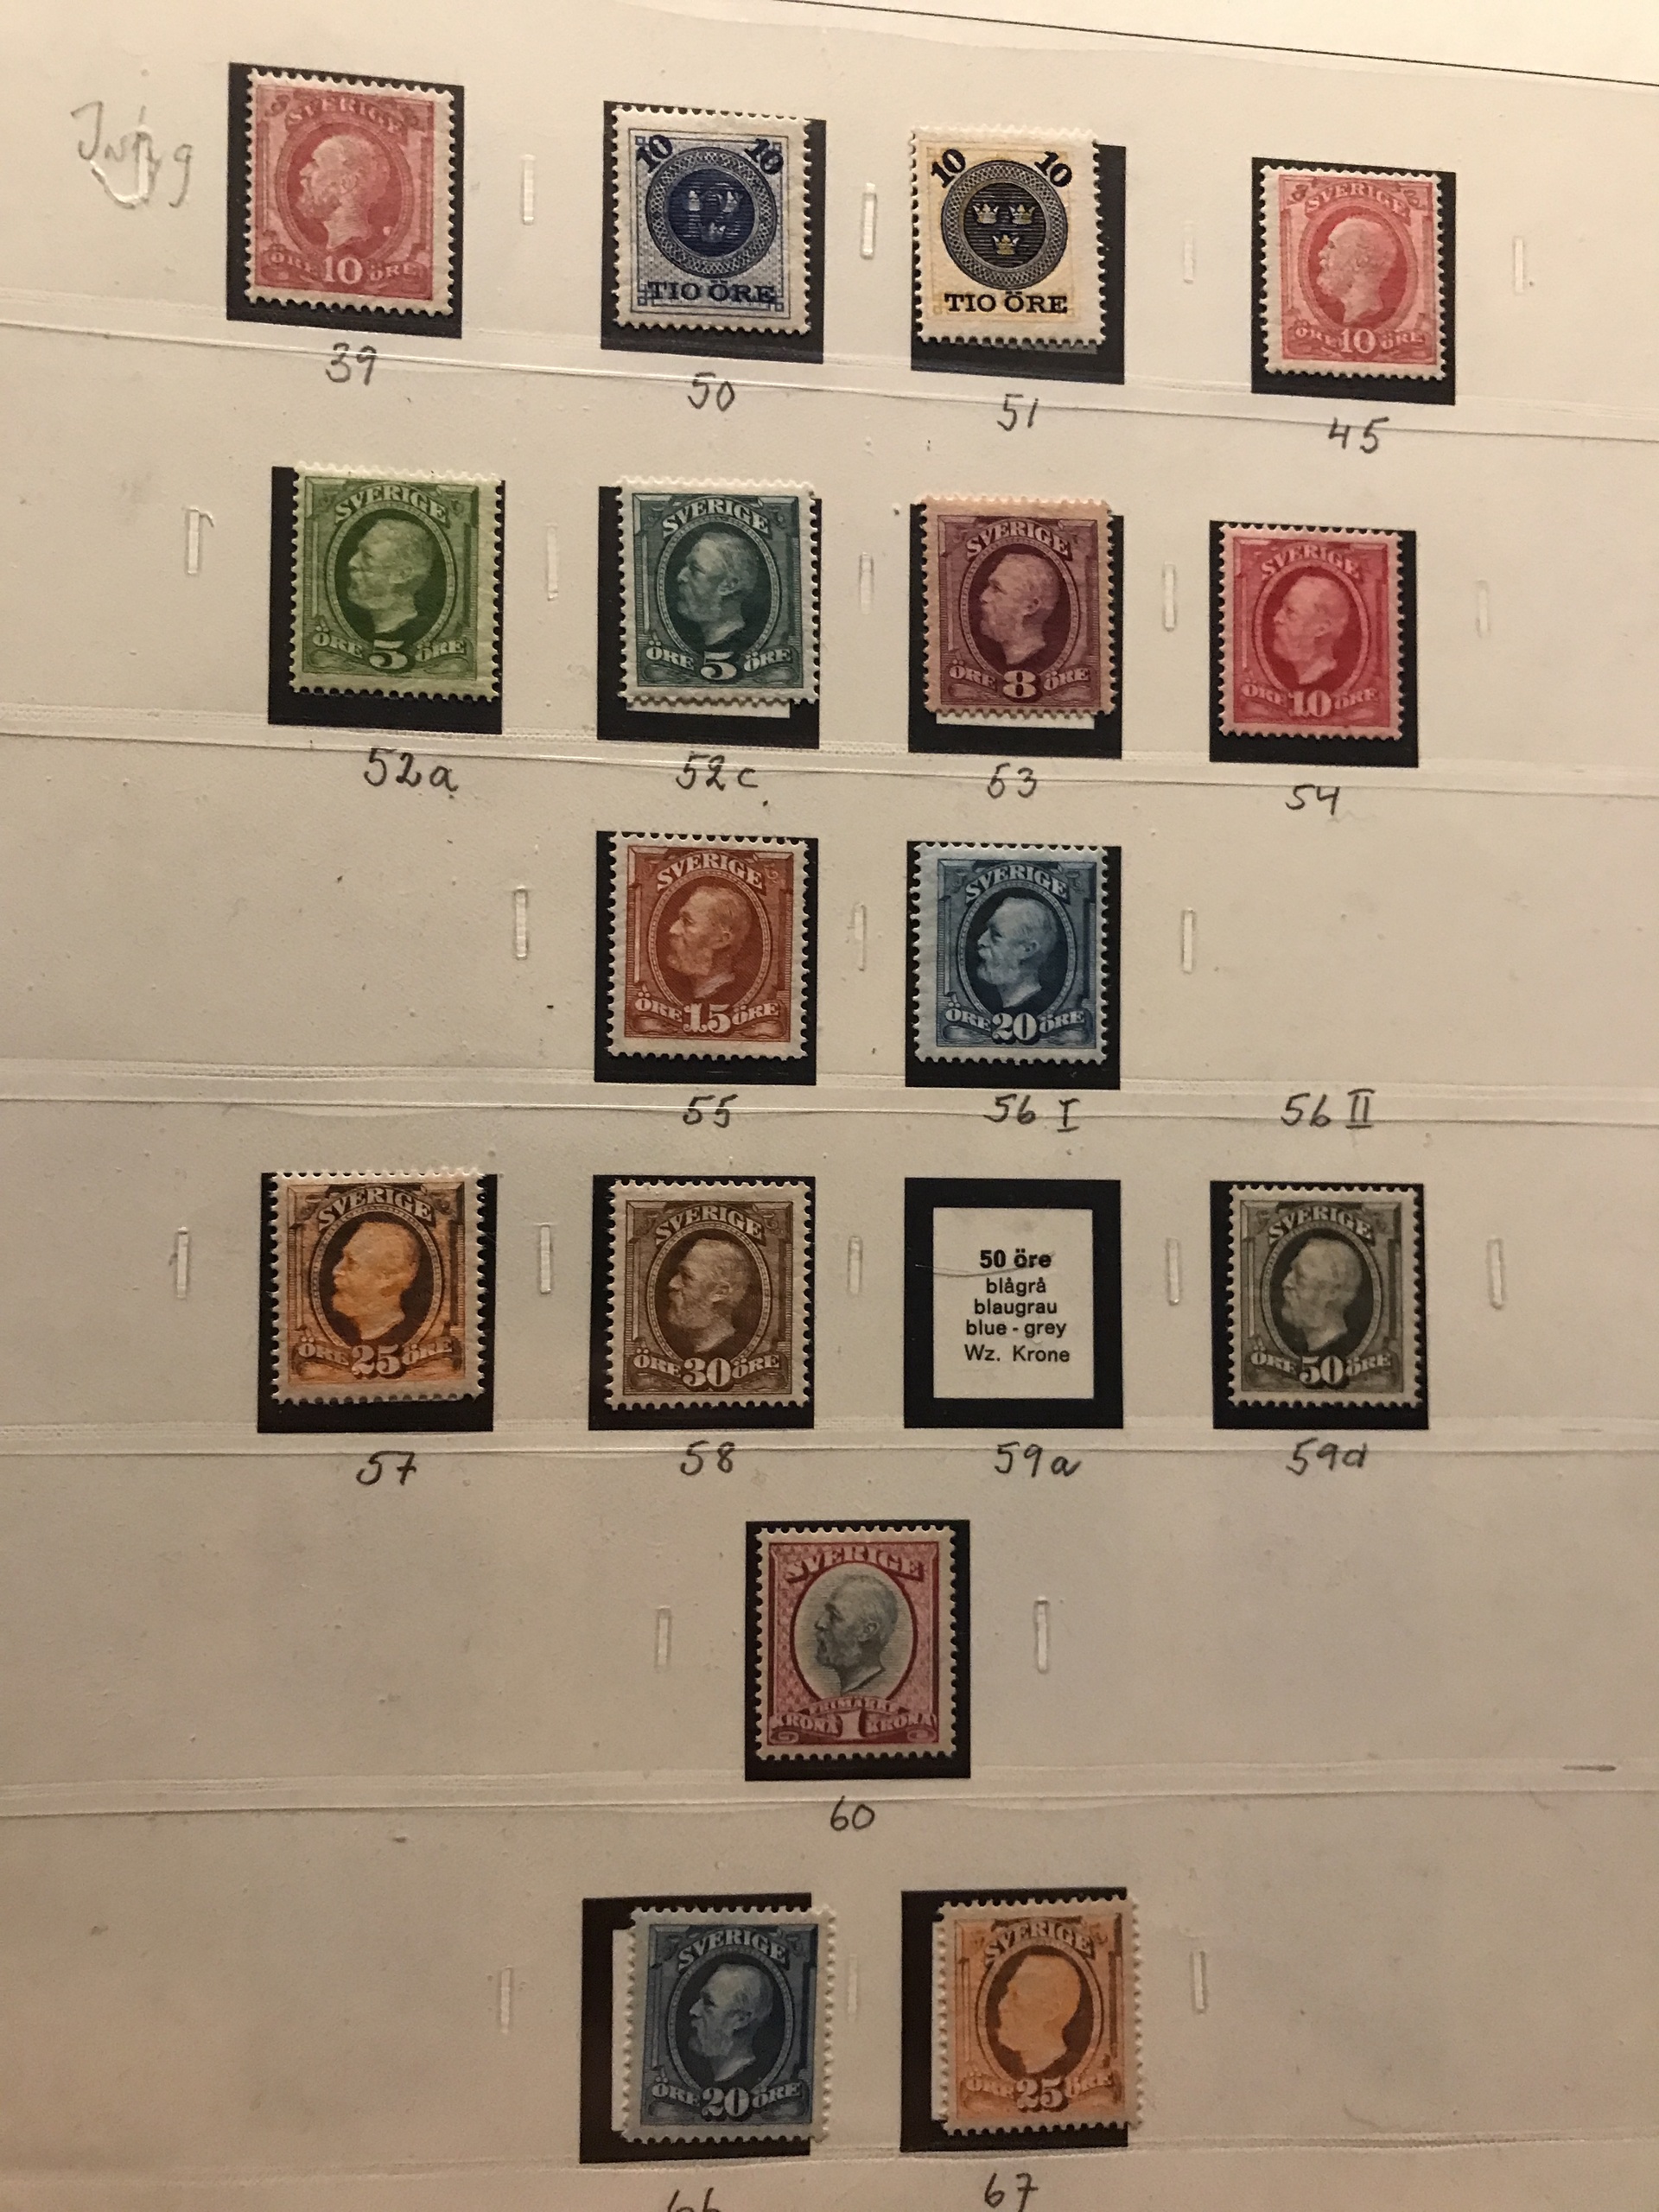 SVERIGE
ÖRE 10 ÖRE
10 10
TIO ÖRE
10 10
TIO ÖRE
SVERIGE
ÖRE 10 ÖRE
39
50
51
45
SVERIGE
ÖRE 5 ÖRE
SVERIGE
ÖRE 5 ÖRE
SVERIGE
ÖRE 8 ÖRE
SVERIGE
ÖRE 10 ÖRE
52a
52c
53
54
SVERIGE
ÖRE 15 ÖRE
SVERIGE
ÖRE 20 ÖRE
55
56 I
56 II
SVERIGE
ÖRE 25 ÖRE
SVERIGE
ÖRE 30 ÖRE
50 öre
blågrå
blaugrau
blue - grey
Wz. Krone
SVERIGE
ÖRE 50 ÖRE
57
58
59a
59d
SVERIGE
FRIMÄRKE
KRONA 1 KRONA
60
SVERIGE
ÖRE 20 ÖRE
SVERIGE
ÖRE 25 ÖRE
66
67